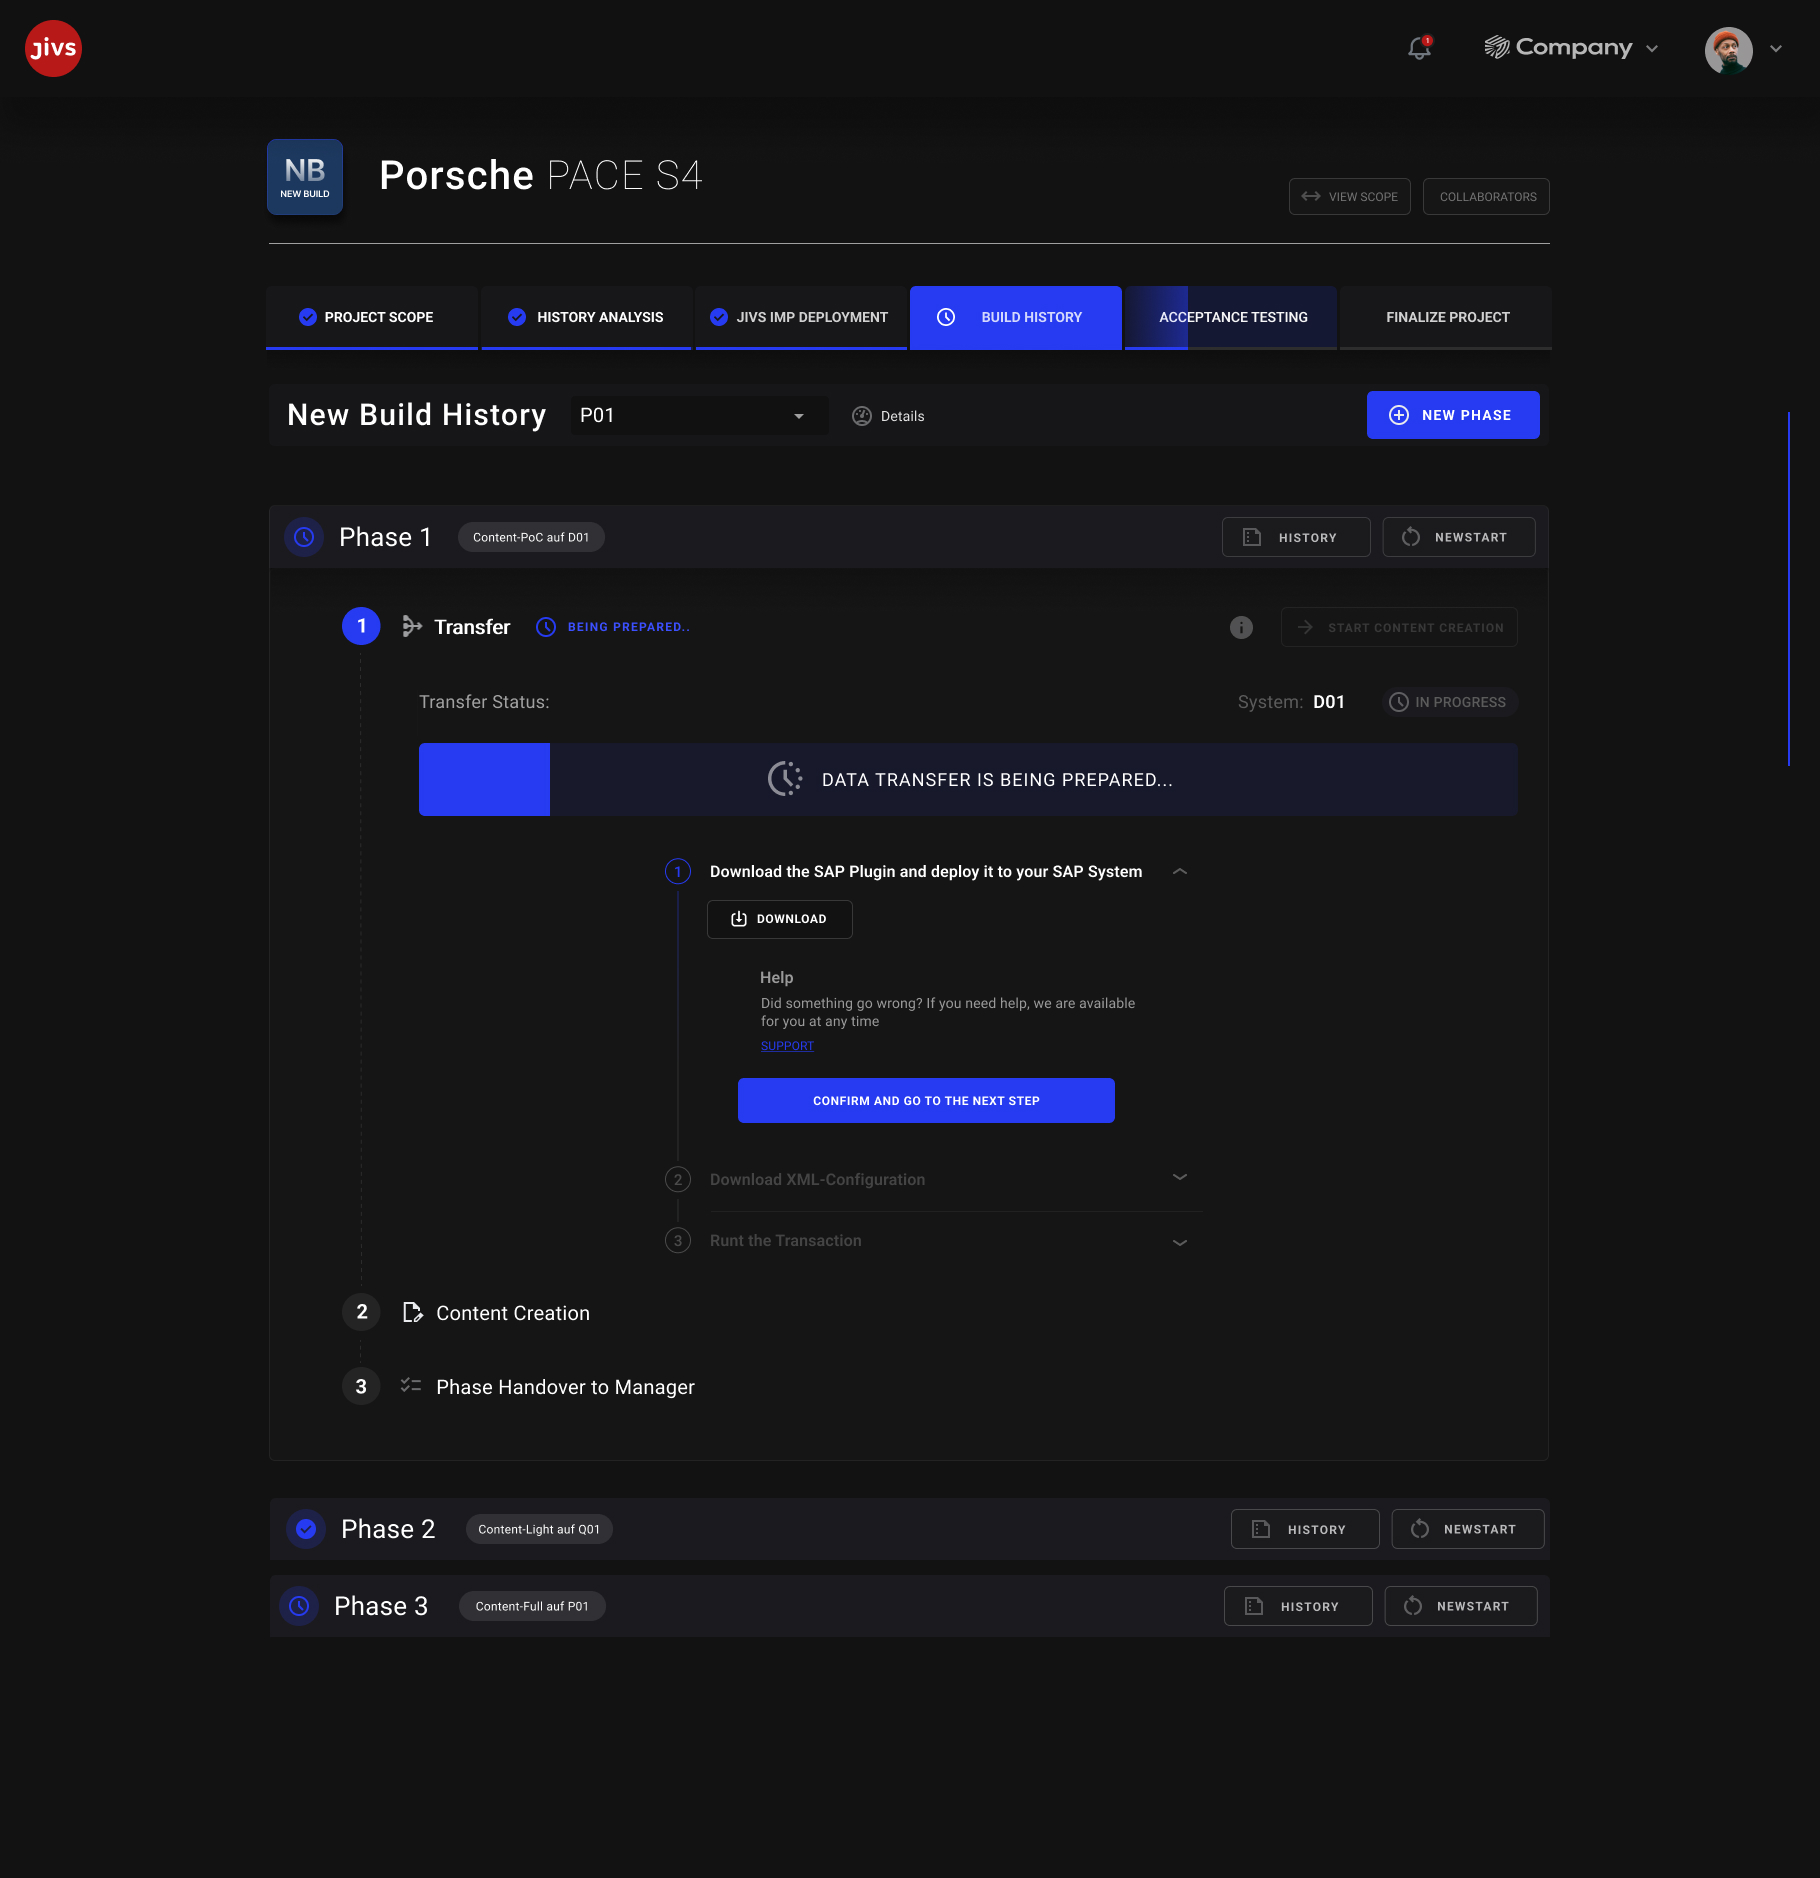 jivs
1
Company
NB
NEW BUILD
Porsche PACE S4
VIEW SCOPE
COLLABORATORS
PROJECT SCOPE
HISTORY ANALYSIS
JIVS IMP DEPLOYMENT
BUILD HISTORY
ACCEPTANCE TESTING
FINALIZE PROJECT
New Build History
P01
Details
NEW PHASE
Phase 1
Content-PoC auf D01
HISTORY
NEWSTART
1
Transfer
BEING PREPARED..
START CONTENT CREATION
Transfer Status:
System: D01
IN PROGRESS
DATA TRANSFER IS BEING PREPARED...
1
Download the SAP Plugin and deploy it to your SAP System
DOWNLOAD
Help
Did something go wrong? If you need help, we are available
for you at any time
SUPPORT
CONFIRM AND GO TO THE NEXT STEP
2
Download XML-Configuration
3
Runt the Transaction
2
Content Creation
3
Phase Handover to Manager
Phase 2
Content-Light auf Q01
HISTORY
NEWSTART
Phase 3
Content-Full auf P01
HISTORY
NEWSTART